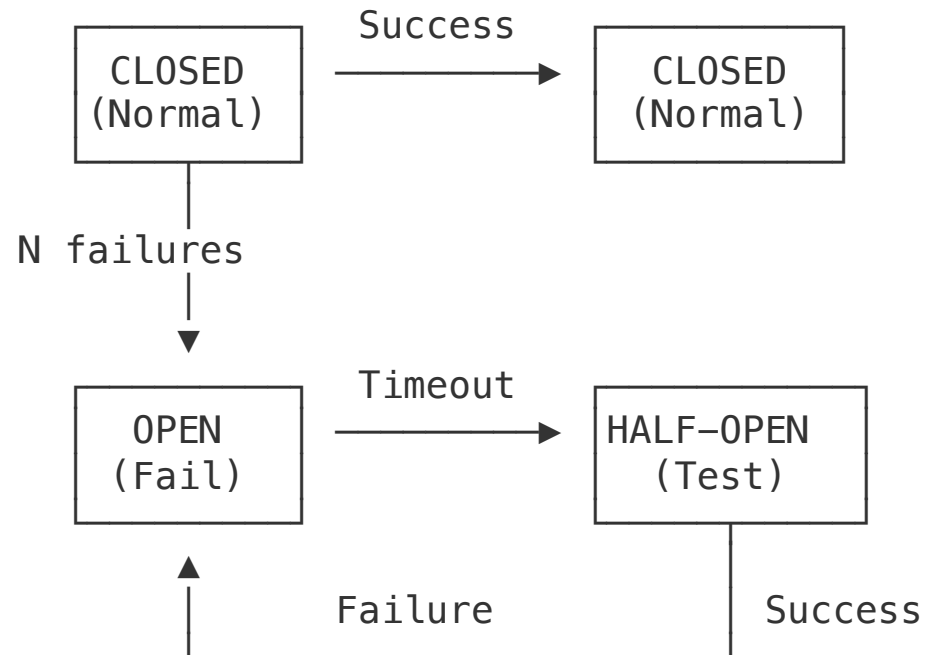 Success
CLOSED
(Normal)
CLOSED
(Normal)
N failures
Timeout
OPEN
(Fail)
HALF-OPEN
(Test)
Failure
Success